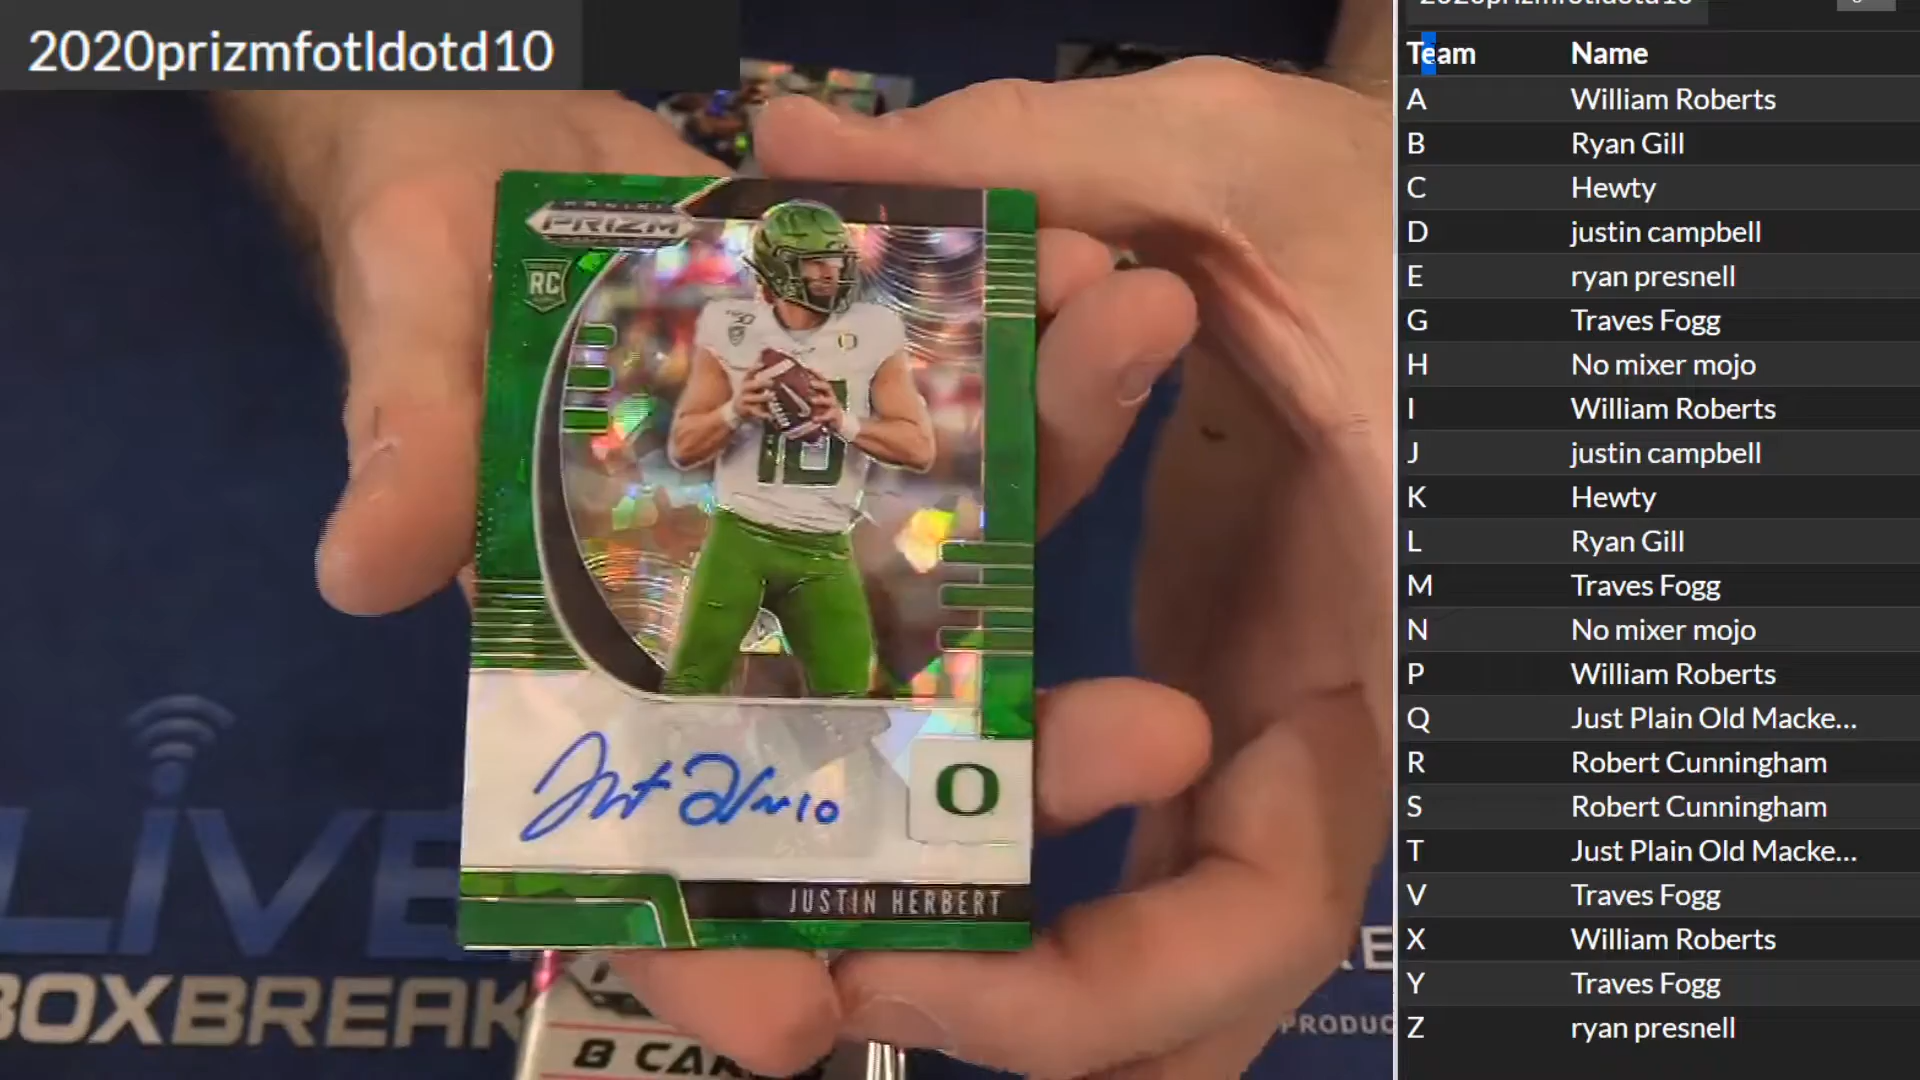 2020prizmfotldotd10
PRIZM
RC
10
O
JUSTIN HERBERT
LIVE
BOXBREAK
PRODUC
Team Name
A William Roberts
B Ryan Gill
C Hewty
D justin campbell
E ryan presnell
G Traves Fogg
H No mixer mojo
I William Roberts
J justin campbell
K Hewty
L Ryan Gill
M Traves Fogg
N No mixer mojo
P William Roberts
Q Just Plain Old Macke...
R Robert Cunningham
S Robert Cunningham
T Just Plain Old Macke...
V Traves Fogg
X William Roberts
Y Traves Fogg
Z ryan presnell